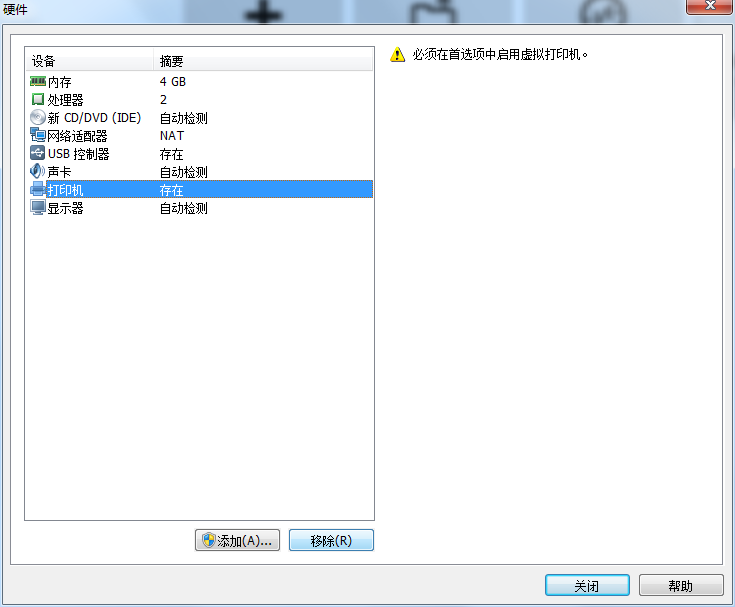 硬件
设备 摘要
内存 4 GB
处理器 2
新 CD/DVD (IDE) 自动检测
网络适配器 NAT
USB 控制器 存在
声卡 自动检测
打印机 存在
显示器 自动检测
必须在首选项中启用虚拟打印机。
添加(A)... 移除(R)
关闭 帮助